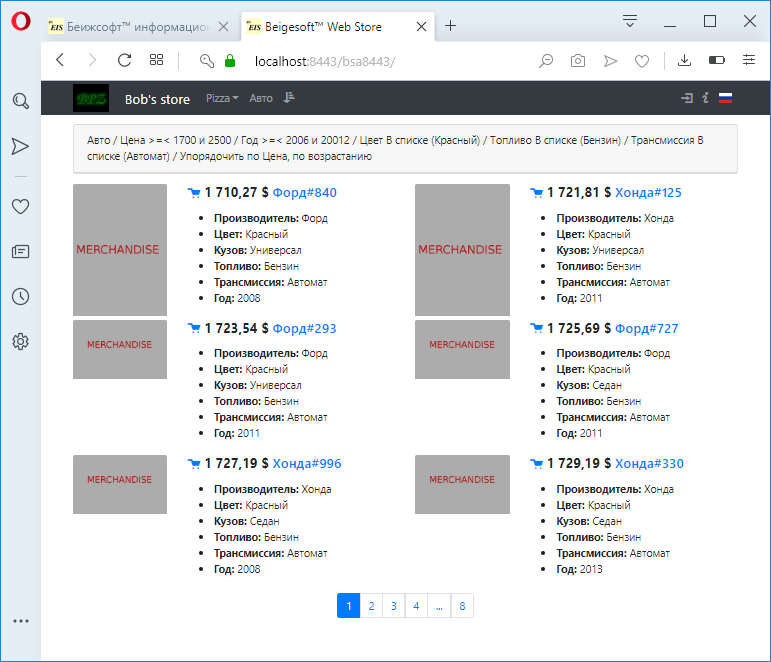 EIS Беижсофт™ информацион
EIS Beigesoft™ Web Store
localhost:8443/bsa8443/
BPZ Bob's store Pizza Авто
Авто / Цена >=< 1700 и 2500 / Год >=< 2006 и 20012 / Цвет В списке (Красный) / Топливо В списке (Бензин) / Трансмиссия В
списке (Автомат) / Упорядочить по Цена, по возрастанию
MERCHANDISE
1 710,27 $ Форд#840
Производитель: Форд
Цвет: Красный
Кузов: Универсал
Топливо: Бензин
Трансмиссия: Автомат
Год: 2008
MERCHANDISE
1 721,81 $ Хонда#125
Производитель: Хонда
Цвет: Красный
Кузов: Универсал
Топливо: Бензин
Трансмиссия: Автомат
Год: 2011
MERCHANDISE
1 723,54 $ Форд#293
Производитель: Форд
Цвет: Красный
Кузов: Универсал
Топливо: Бензин
Трансмиссия: Автомат
Год: 2011
MERCHANDISE
1 725,69 $ Форд#727
Производитель: Форд
Цвет: Красный
Кузов: Седан
Топливо: Бензин
Трансмиссия: Автомат
Год: 2011
MERCHANDISE
1 727,19 $ Хонда#996
Производитель: Хонда
Цвет: Красный
Кузов: Седан
Топливо: Бензин
Трансмиссия: Автомат
Год: 2008
MERCHANDISE
1 729,19 $ Хонда#330
Производитель: Хонда
Цвет: Красный
Кузов: Седан
Топливо: Бензин
Трансмиссия: Автомат
Год: 2013
1 2 3 4 ... 8